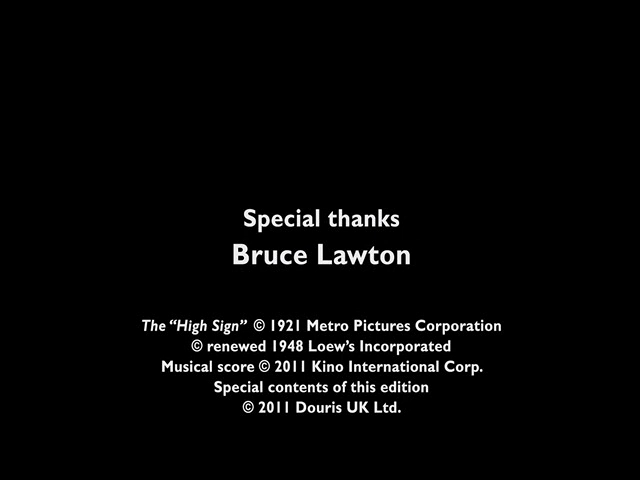 Special thanks
Bruce Lawton
The “High Sign” © 1921 Metro Pictures Corporation
© renewed 1948 Loew’s Incorporated
Musical score © 2011 Kino International Corp.
Special contents of this edition
© 2011 Douris UK Ltd.